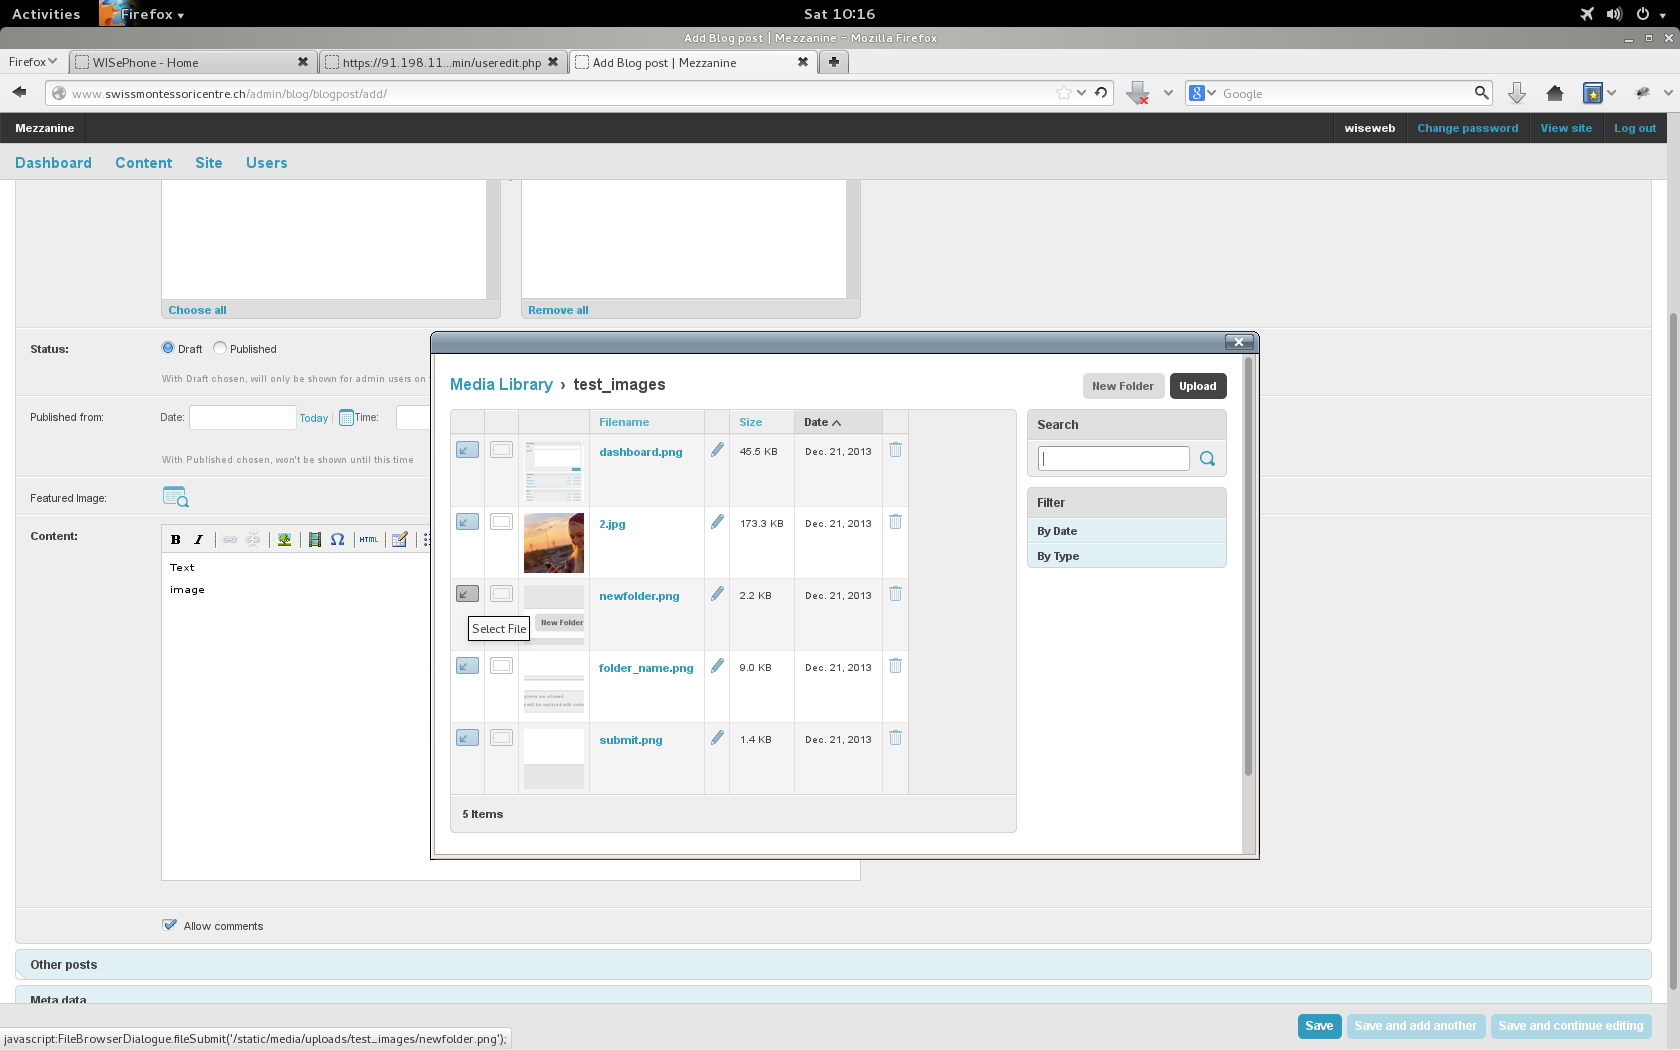 Activities Firefox Sat 10:16
Add Blog post | Mezzanine - Mozilla Firefox
Firefox WISePhone - Home https://91.198.11...min/useredit.php Add Blog post | Mezzanine
www.swissmontessoricentre.ch/admin/blog/blogpost/add/ Google
Mezzanine wiseweb Change password View site Log out
Dashboard Content Site Users
Choose all Remove all
Status: Draft Published
With Draft chosen, will only be shown for admin users on
Published from: Date: Today Time:
With Published chosen, won't be shown until this time
Featured Image:
Content:
B I HTML
Text
image
Media Library › test_images
New Folder Upload
Filename Size Date
dashboard.png 45.5 KB Dec. 21, 2013
2.jpg 173.3 KB Dec. 21, 2013
newfolder.png 2.2 KB Dec. 21, 2013
New Folder
Select File
folder_name.png 9.0 KB Dec. 21, 2013
submit.png 1.4 KB Dec. 21, 2013
5 Items
Search
Filter
By Date
By Type
Allow comments
Other posts
Meta data
Save Save and add another Save and continue editing
javascript:FileBrowserDialogue.fileSubmit('/static/media/uploads/test_images/newfolder.png');